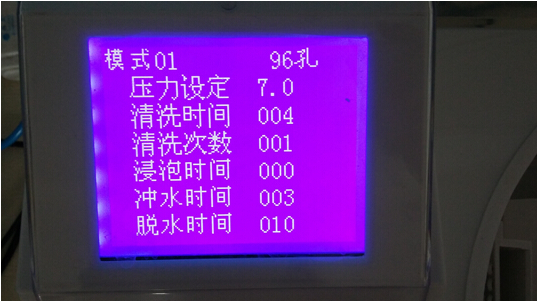 模式01 96孔
压力设定 7.0
清洗时间 004
清洗次数 001
浸泡时间 000
冲水时间 003
脱水时间 010